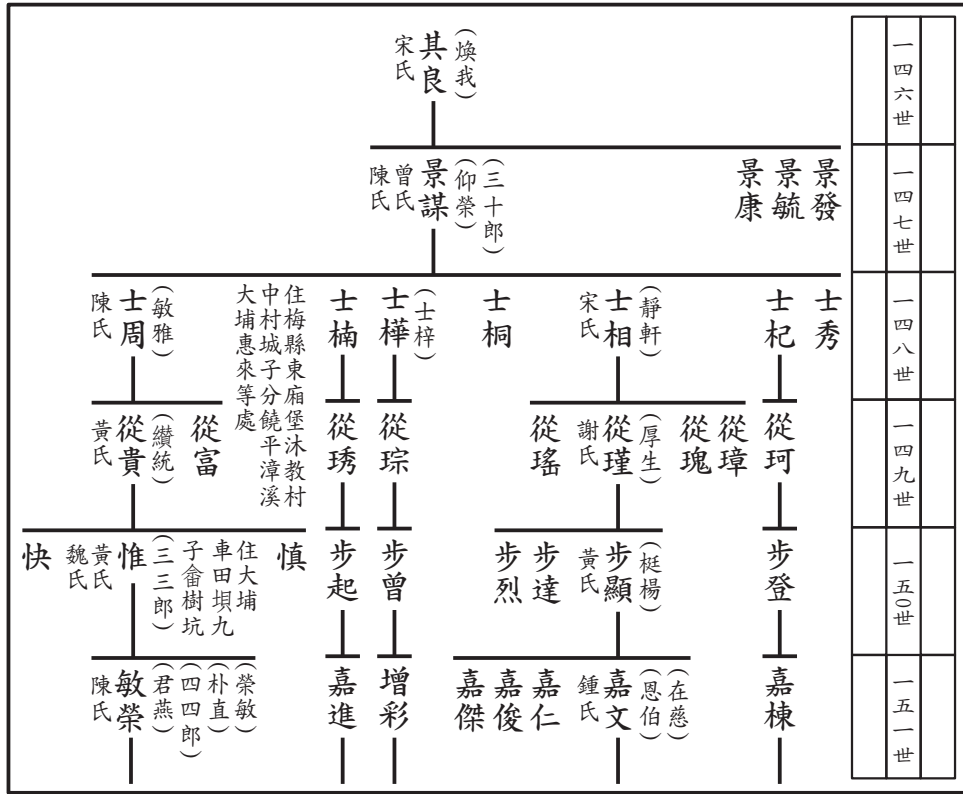 一四六世
(煥我)
其良
宋氏
一四七世
景發
景毓
景康
(三十郎)
(仰榮)
景謀
曾氏
陳氏
一四八世
士秀
士杞
(靜軒)
士相
宋氏
士桐
(士梓)
士樺
士楠
住梅縣東廂堡沐教村
中村城子分饒平漳溪
大埔惠來等處
(敏雅)
士周
陳氏
一四九世
從珂
從璋
從瑰
(厚生)
從瑾
謝氏
從瑤
從琮
從琇
從富
(纘統)
從貴
黃氏
一五0世
步登
(梃楊)
步顯
黃氏
步達
步烈
步曾
步起
慎
住大埔
車田垻九
子畬樹坑
(三三郎)
惟
黃氏
魏氏
快
一五一世
嘉棟
(在慈)
(恩伯)
嘉文
鍾氏
嘉仁
嘉俊
嘉傑
增彩
嘉進
(榮敏)
(朴直)
(四四郎)
(君燕)
敏榮
陳氏